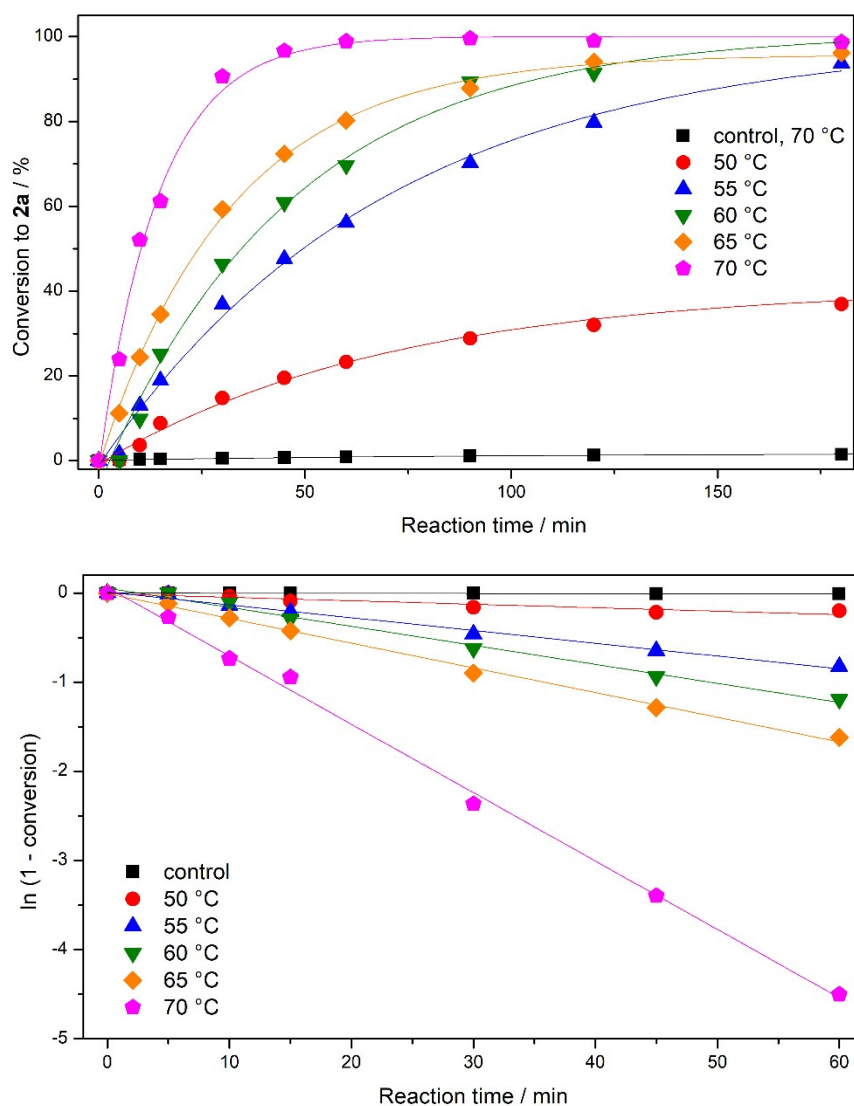 100
80
60
40
20
0
Conversion to 2a / %
control, 70 °C
50 °C
55 °C
60 °C
65 °C
70 °C
0
50
100
150
Reaction time / min
0
-1
-2
-3
-4
-5
ln (1 - conversion)
control
50 °C
55 °C
60 °C
65 °C
70 °C
0
10
20
30
40
50
60
Reaction time / min